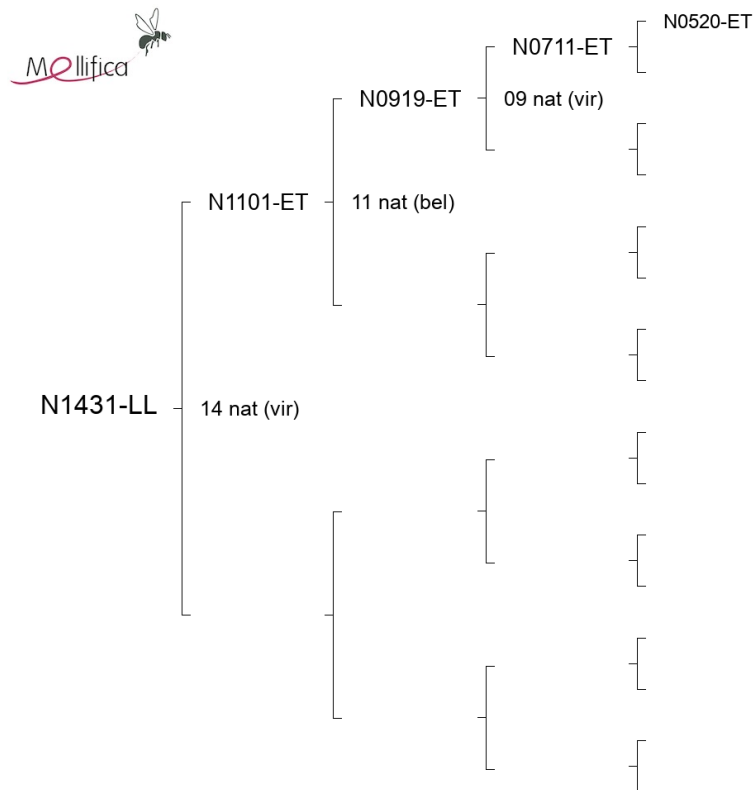 Mellifica
N0520-ET
N0711-ET
N0919-ET
09 nat (vir)
N1101-ET
11 nat (bel)
N1431-LL
14 nat (vir)